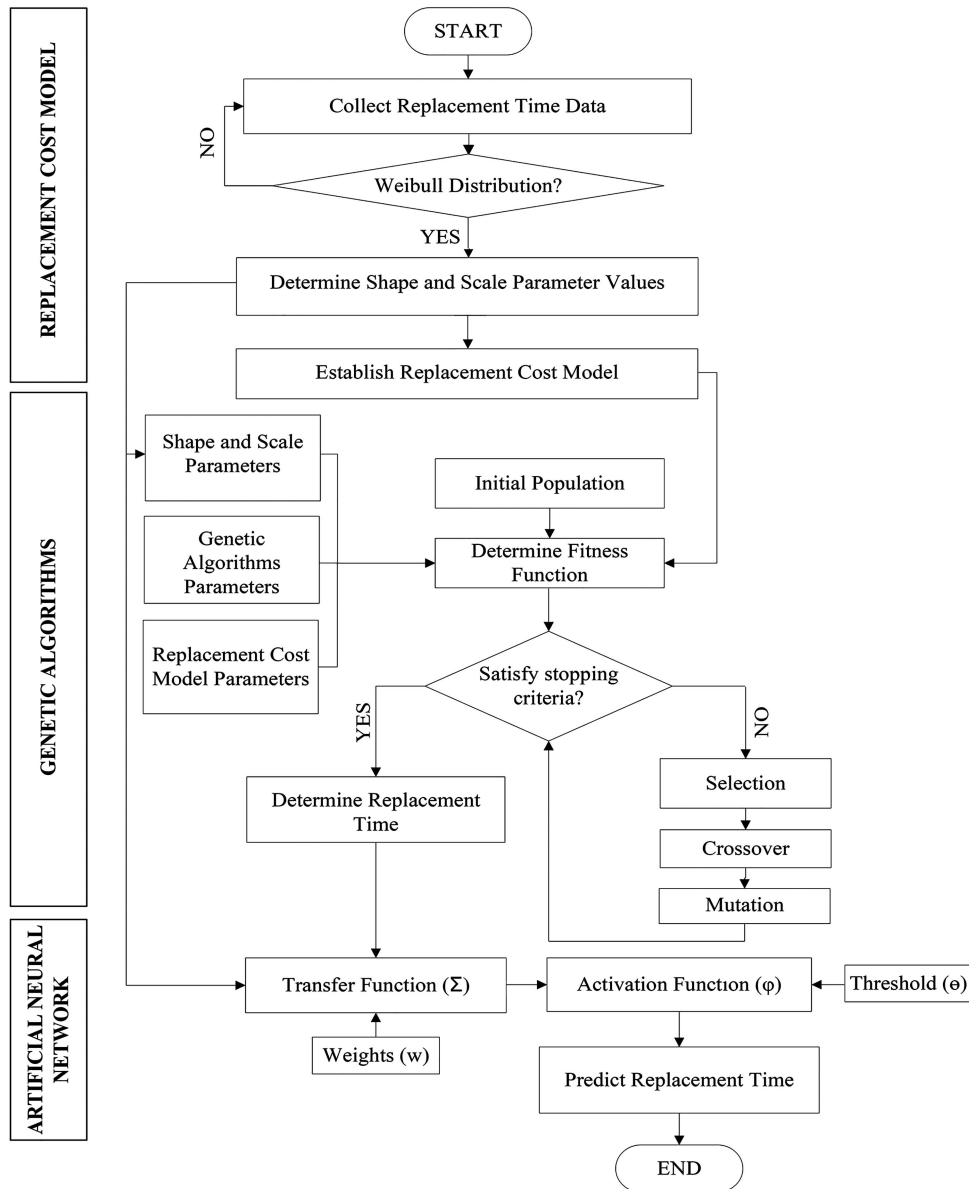 REPLACEMENT COST MODEL
START
Collect Replacement Time Data
NO
Weibull Distribution?
YES
Determine Shape and Scale Parameter Values
Establish Replacement Cost Model
GENETIC ALGORITHMS
Shape and Scale
Parameters
Initial Population
Genetic
Algorithms
Parameters
Determine Fitness
Function
Replacement Cost
Model Parameters
Satisfy stopping
criteria?
YES
NO
Determine Replacement
Time
Selection
Crossover
Mutation
ARTIFICIAL NEURAL
NETWORK
Transfer Function (Σ)
Activation Function (φ)
Threshold (ɵ)
Weights (w)
Predict Replacement Time
END